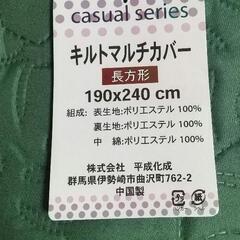 casual series
キルトマルチカバー
長方形
190x240 cm
組成: 表生地:ポリエステル 100%
裏生地:ポリエステル 100%
中 綿:ポリエステル 100%
株式会社 平成化成
群馬県伊勢崎市曲沢町762-2
中国製